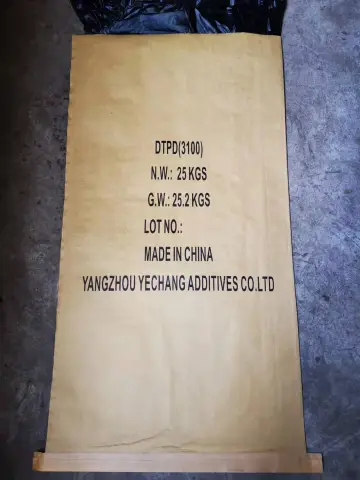 DTPD(3100)
N.W.: 25 KGS
G.W.: 25.2 KGS
LOT NO.:
MADE IN CHINA
YANGZHOU YECHANG ADDITIVES CO.LTD